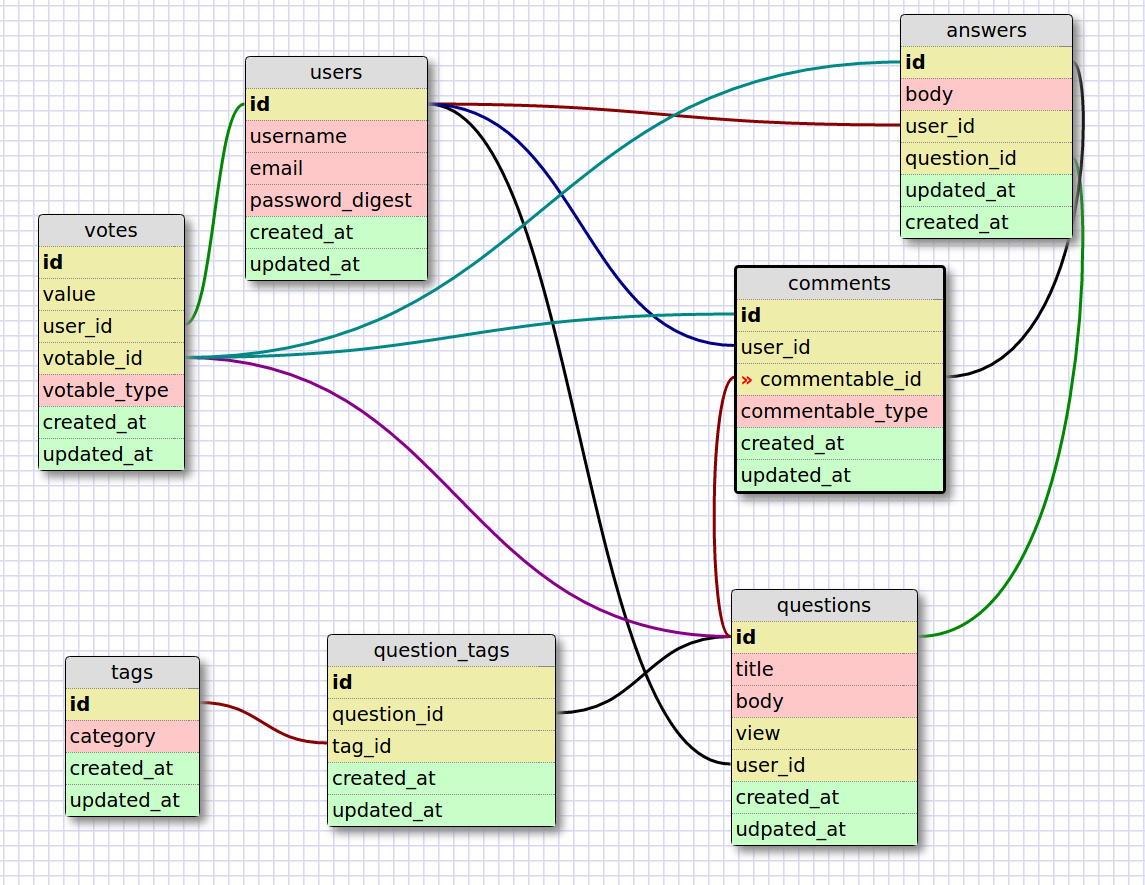 users
id
username
email
password_digest
created_at
updated_at
answers
id
body
user_id
question_id
updated_at
created_at
votes
id
value
user_id
votable_id
votable_type
created_at
updated_at
comments
id
user_id
» commentable_id
commentable_type
created_at
updated_at
tags
id
category
created_at
updated_at
question_tags
id
question_id
tag_id
created_at
updated_at
questions
id
title
body
view
user_id
created_at
udpated_at